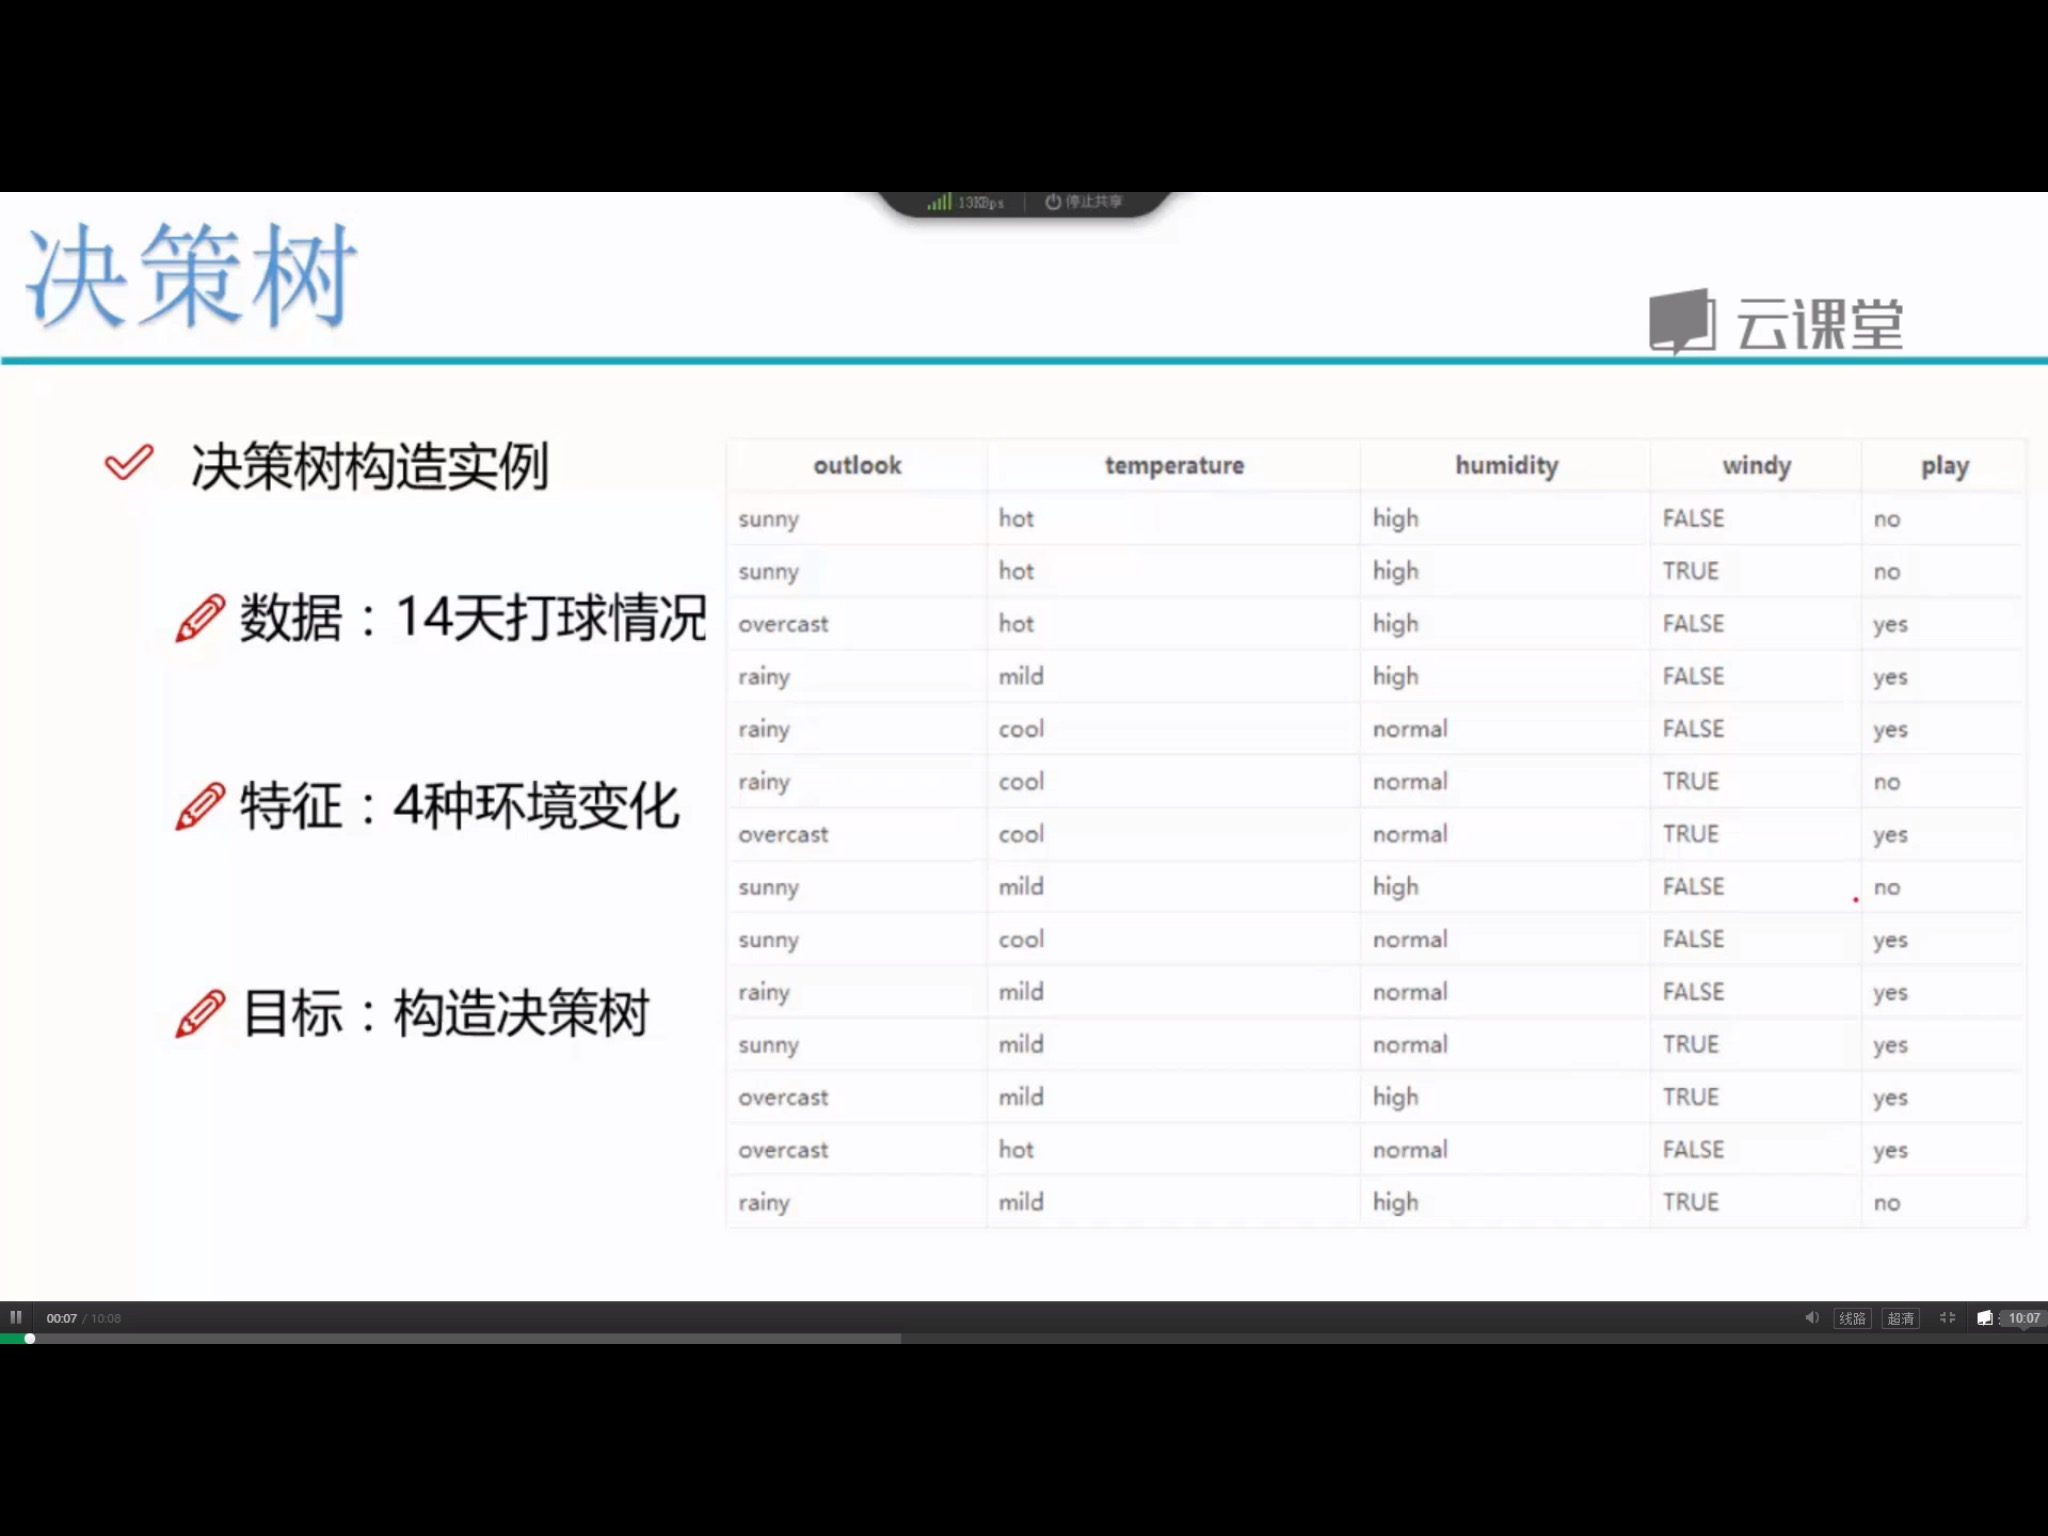 13KBps 停止共享
决策树
云课堂
决策树构造实例
数据：14天打球情况
特征：4种环境变化
目标：构造决策树
outlook temperature humidity windy play
sunny hot high FALSE no
sunny hot high TRUE no
overcast hot high FALSE yes
rainy mild high FALSE yes
rainy cool normal FALSE yes
rainy cool normal TRUE no
overcast cool normal TRUE yes
sunny mild high FALSE no
sunny cool normal FALSE yes
rainy mild normal FALSE yes
sunny mild normal TRUE yes
overcast mild high TRUE yes
overcast hot normal FALSE yes
rainy mild high TRUE no
00:07 / 10:08 线路 超清 10:07